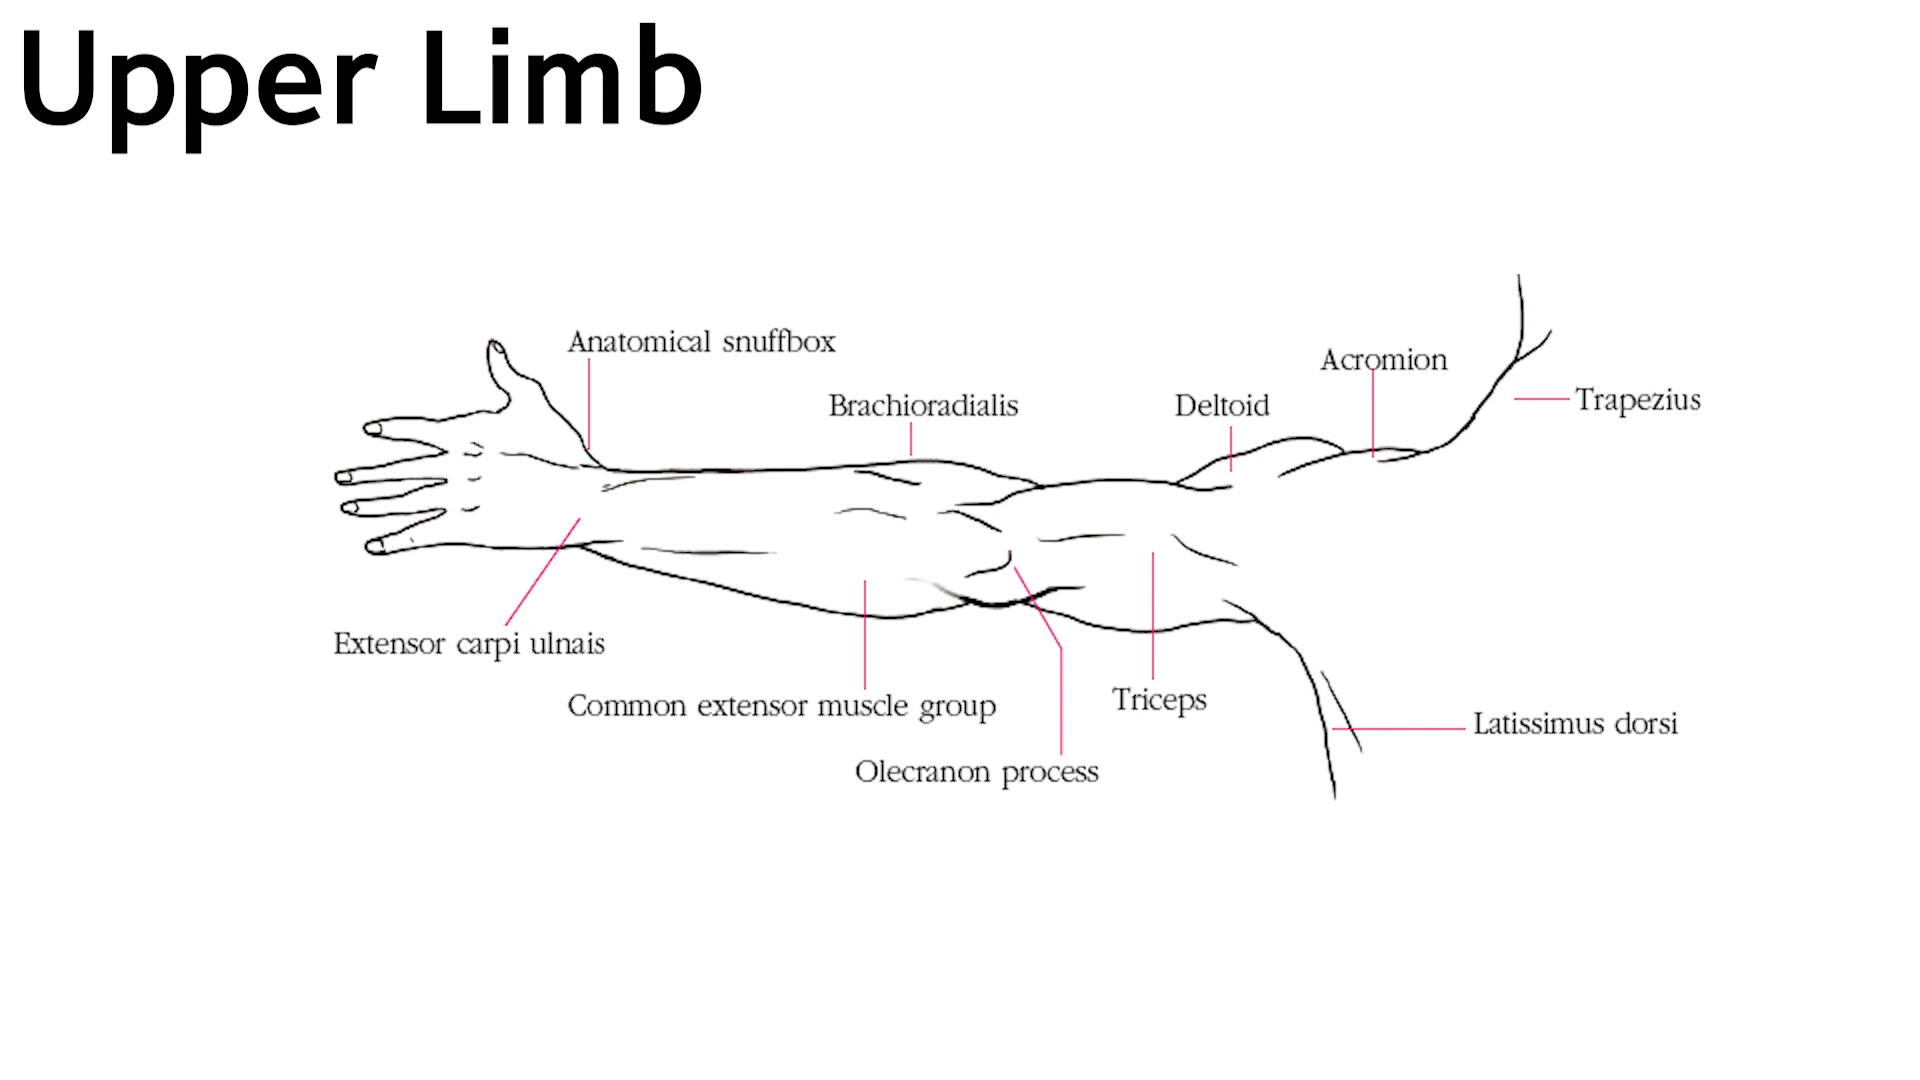 Upper Limb
Anatomical snuffbox
Acromion
Brachioradialis
Deltoid
Trapezius
Extensor carpi ulnais
Common extensor muscle group
Triceps
Latissimus dorsi
Olecranon process